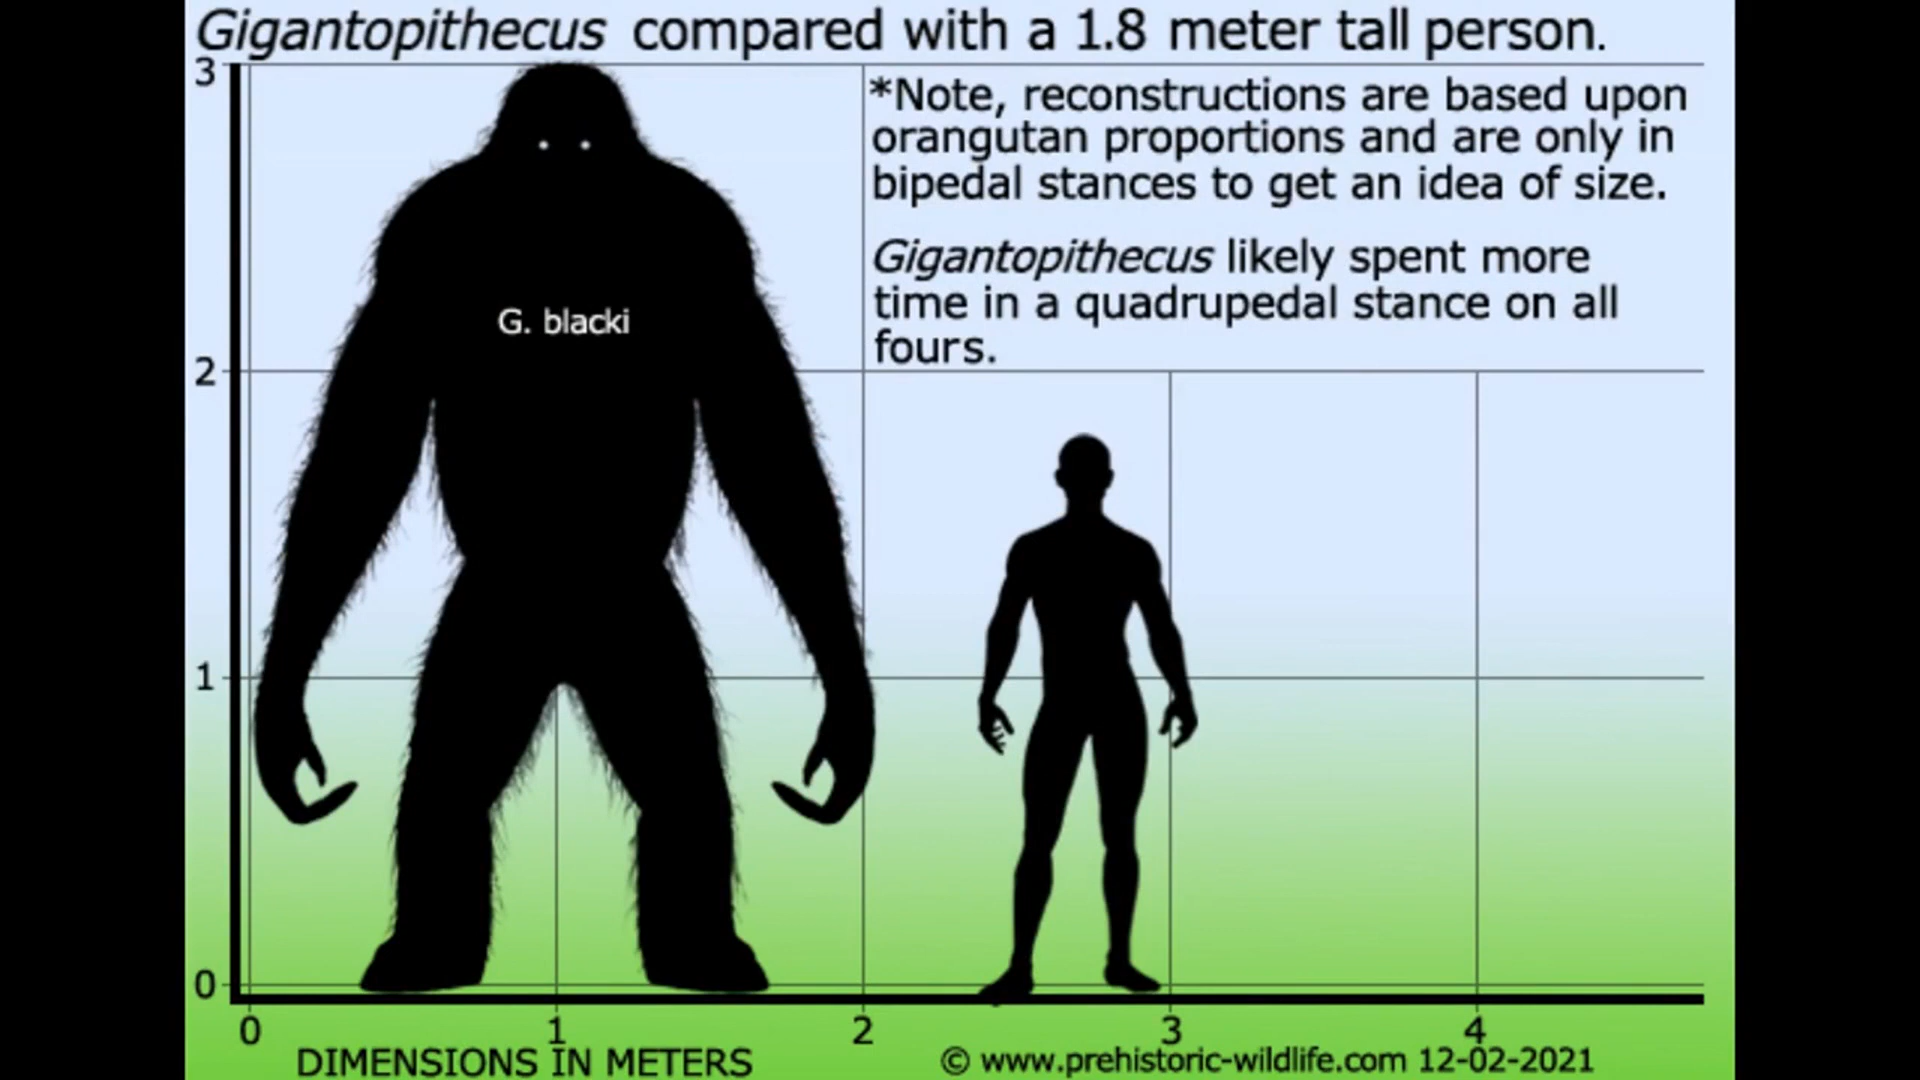 Gigantopithecus compared with a 1.8 meter tall person.
3
*Note, reconstructions are based upon
orangutan proportions and are only in
bipedal stances to get an idea of size.
Gigantopithecus likely spent more
time in a quadrupedal stance on all
fours.
G. blacki
2
1
0
0 1 2 3 4
DIMENSIONS IN METERS
© www.prehistoric-wildlife.com 12-02-2021